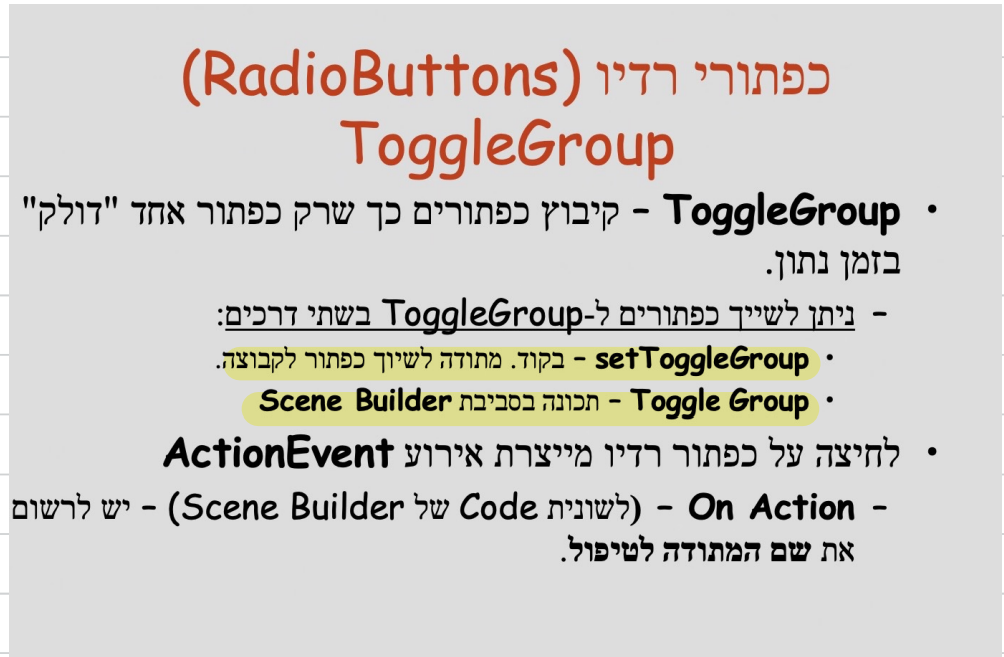 כפתורי רדיו (RadioButtons)
ToggleGroup
• ToggleGroup – קיבוץ כפתורים כך שרק כפתור אחד "דולק"
בזמן נתון.
– ניתן לשייך כפתורים ל-ToggleGroup בשתי דרכים:
• setToggleGroup – בקוד. מתודה לשיוך כפתור לקבוצה.
• Toggle Group – תכונה בסביבת Scene Builder
• לחיצה על כפתור רדיו מייצרת אירוע ActionEvent
– On Action – (לשונית Code של Scene Builder) – יש לרשום
את שם המתודה לטיפול.